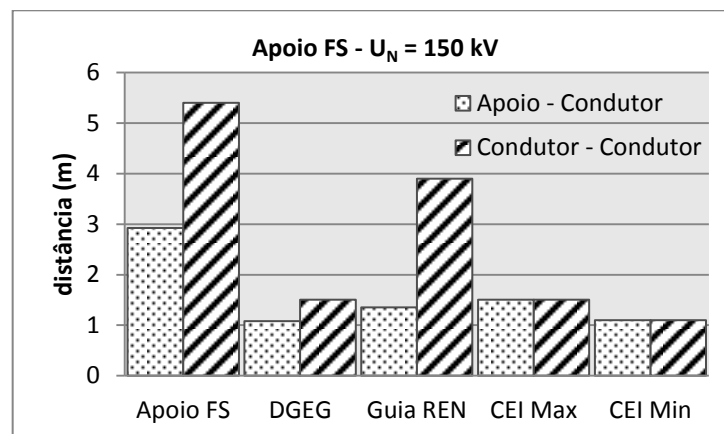 Apoio FS - U_N = 150 kV
distância (m)
6
5
4
3
2
1
0
Apoio - Condutor
Condutor - Condutor
Apoio FS DGEG Guia REN CEI Max CEI Min